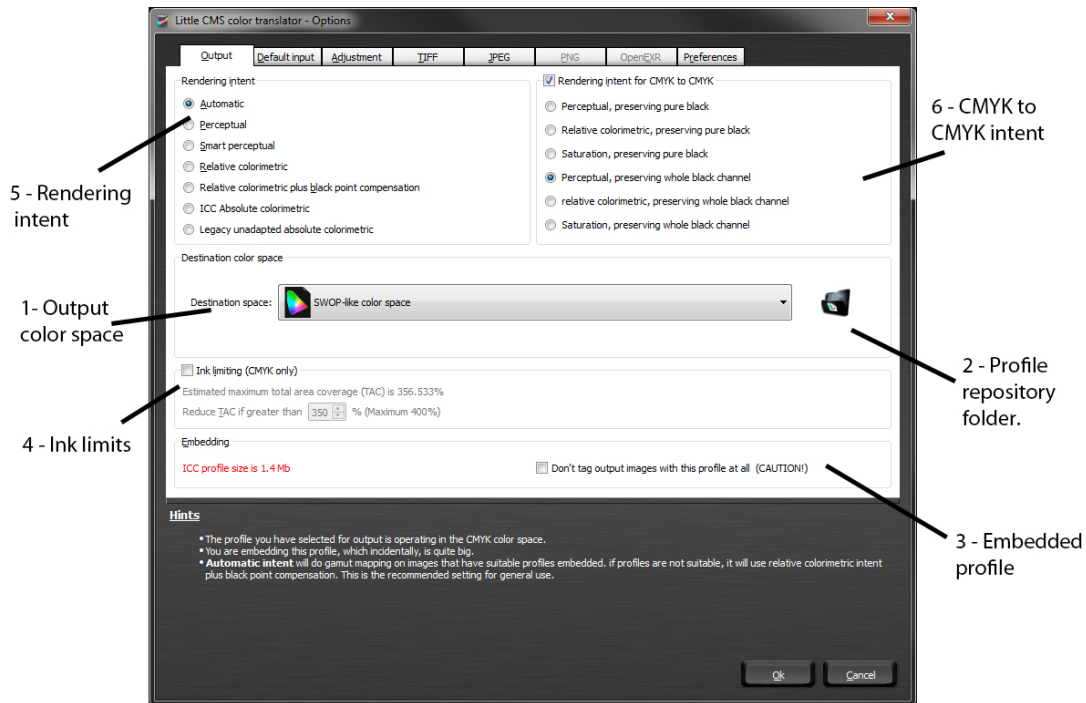 Little CMS color translator - Options
Output
Default input
Adjustment
TIFF
JPEG
PNG
OpenEXR
Preferences
Rendering intent
Automatic
Perceptual
Smart perceptual
Relative colorimetric
Relative colorimetric plus black point compensation
ICC Absolute colorimetric
Legacy unadapted absolute colorimetric
Rendering intent for CMYK to CMYK
Perceptual, preserving pure black
Relative colorimetric, preserving pure black
Saturation, preserving pure black
Perceptual, preserving whole black channel
relative colorimetric, preserving whole black channel
Saturation, preserving whole black channel
6 - CMYK to
CMYK intent
5 - Rendering
intent
Destination color space
Destination space:
SWOP-like color space
1- Output
color space
2 - Profile
repository
folder.
Ink limiting (CMYK only)
Estimated maximum total area coverage (TAC) is 356.533%
Reduce TAC if greater than 350 % (Maximum 400%)
4 - Ink limits
Embedding
ICC profile size is 1.4 Mb
Don't tag output images with this profile at all (CAUTION!)
3 - Embedded
profile
Hints
• The profile you have selected for output is operating in the CMYK color space.
• You are embedding this profile, which incidentally, is quite big.
• Automatic intent will do gamut mapping on images that have suitable profiles embedded. if profiles are not suitable, it will use relative colorimetric intent
plus black point compensation. This is the recommended setting for general use.
Ok
Cancel